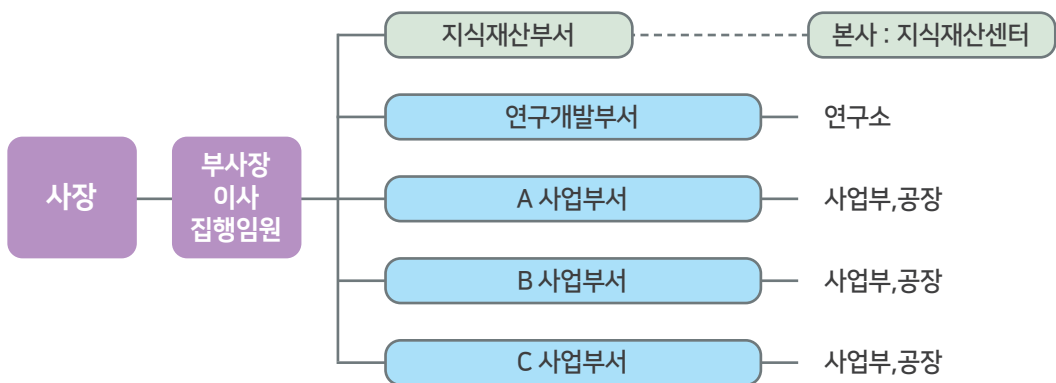 지식재산부서
본사 : 지식재산센터
연구개발부서
연구소
사장
부사장
이사
집행임원
A 사업부서
사업부,공장
B 사업부서
사업부,공장
C 사업부서
사업부,공장